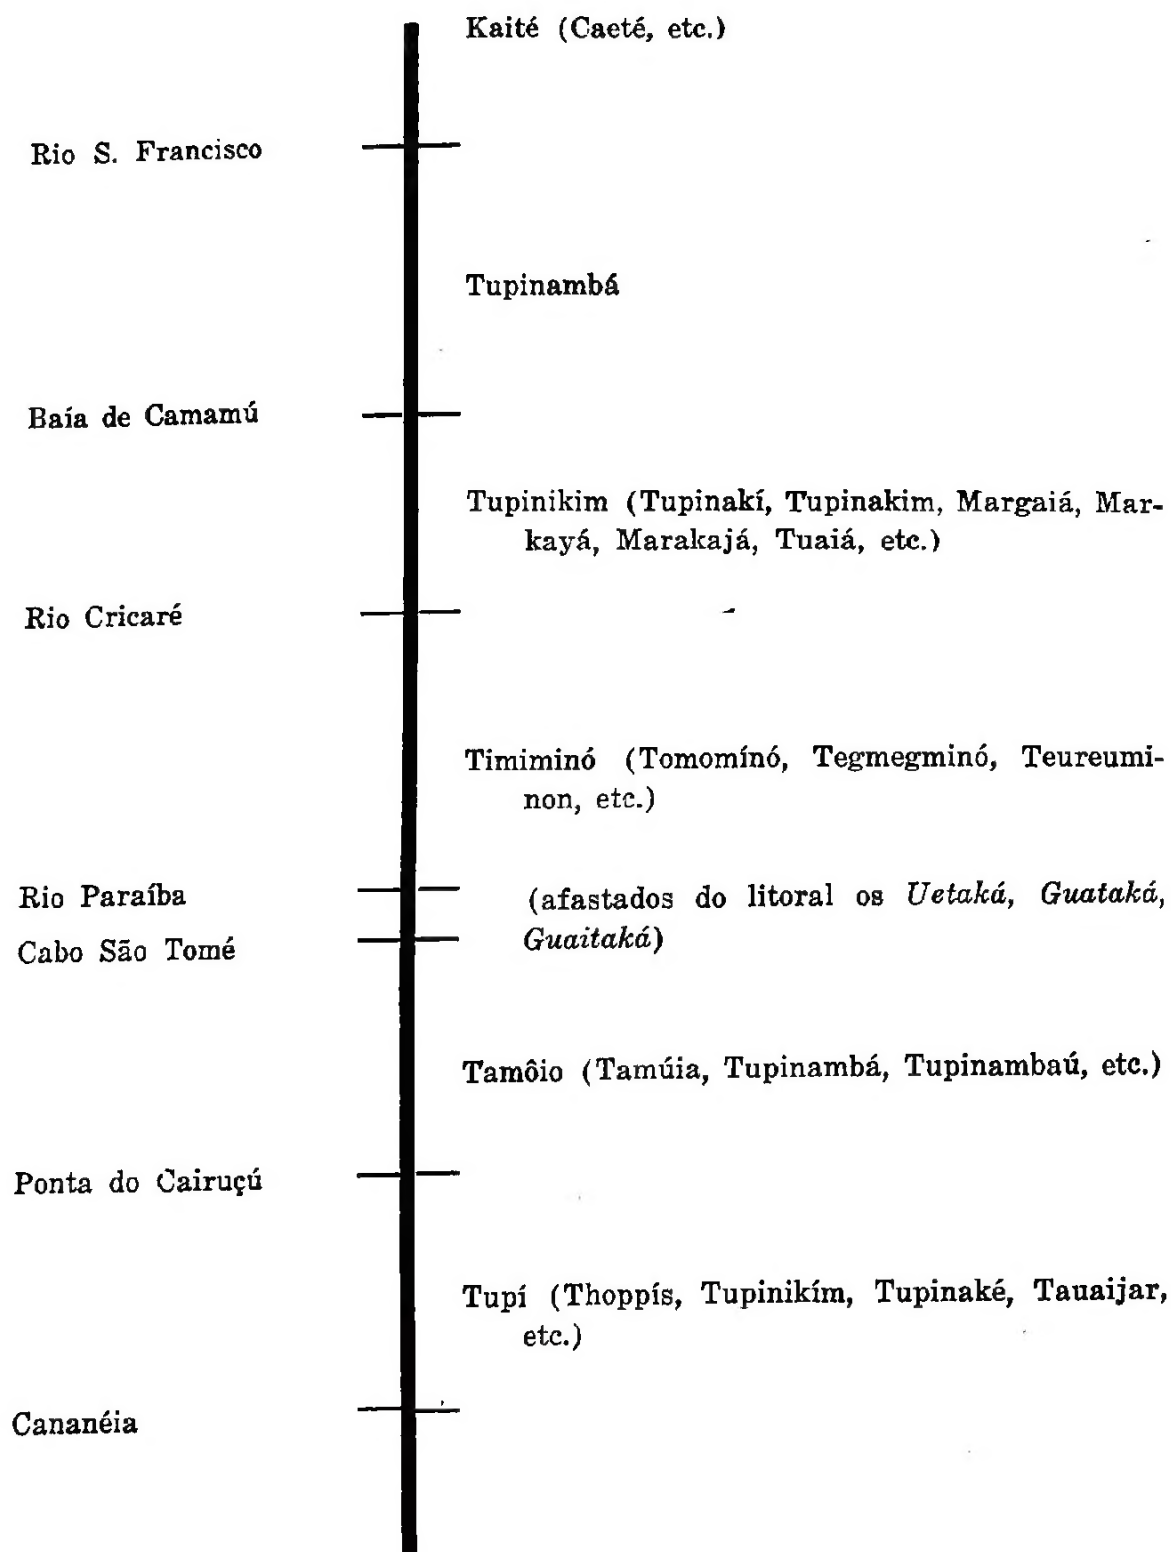 Kaité (Caeté, etc.)
Rio S. Francisco
Tupinambá
Baía de Camamú
Tupinikim (Tupinakí, Tupinakim, Margaiá, Mar-
kayá, Marakajá, Tuaiá, etc.)
Rio Cricaré
Timiminó (Tomomínó, Tegmegminó, Teureumi-
non, etc.)
Rio Paraíba
(afastados do litoral os Uetaká, Guataká,
Guaitaká)
Cabo São Tomé
Tamôio (Tamúia, Tupinambá, Tupinambaú, etc.)
Ponta do Cairuçú
Tupí (Thoppís, Tupinikím, Tupinaké, Tauaijar,
etc.)
Cananéia